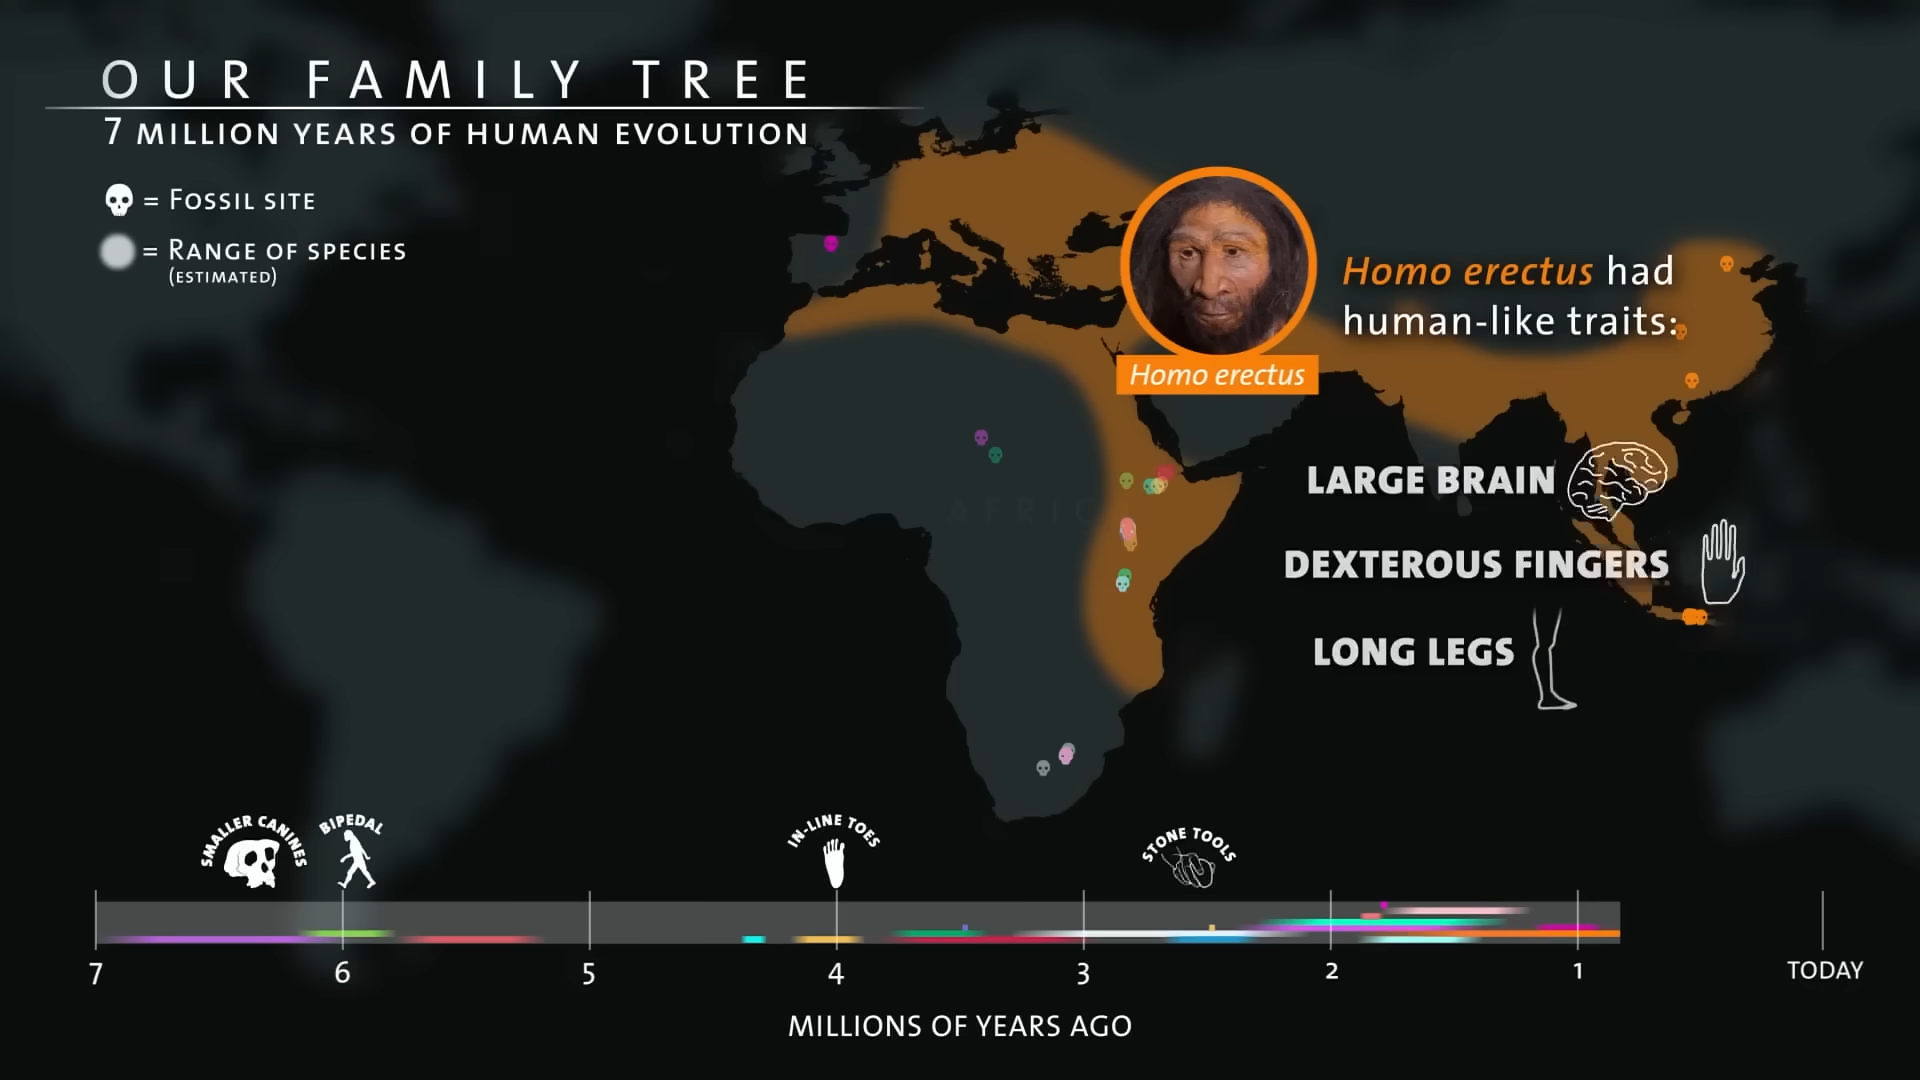 OUR FAMILY TREE
7 MILLION YEARS OF HUMAN EVOLUTION
= FOSSIL SITE
= RANGE OF SPECIES
(ESTIMATED)
Homo erectus had
human-like traits:
Homo erectus
LARGE BRAIN
AFRIC
DEXTEROUS FINGERS
LONG LEGS
SMALLER CANINES
BIPEDAL
IN-LINE TOES
STONE TOOLS
7 6 5 4 3 2 1 TODAY
MILLIONS OF YEARS AGO